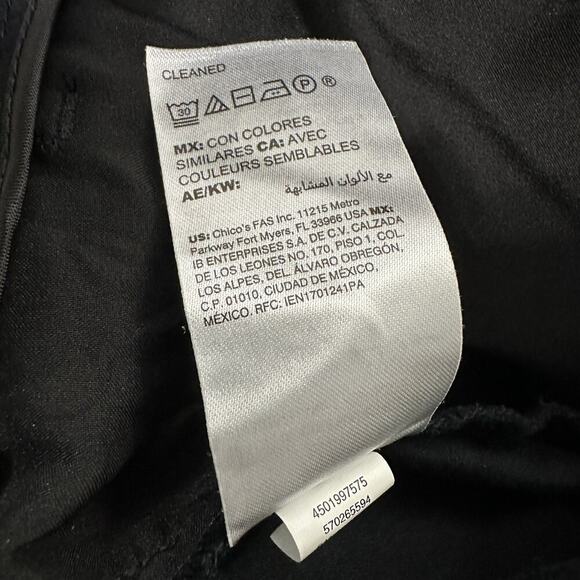 CLEANED
30 P ®
MX: CON COLORES
SIMILARES CA: AVEC
COULEURS SEMBLABLES
AE/KW: مع الألوان المشابهة
US: Chico's FAS Inc. 11215 Metro
Parkway Fort Myers, FL 33966 USA MX:
IB ENTERPRISES S.A. DE C.V. CALZADA
DE LOS LEONES NO. 170, PISO 1, COL.
LOS ALPES, DEL. ÁLVARO OBREGÓN,
C.P. 01010, CIUDAD DE MÉXICO,
MÉXICO. RFC: IEN1701241PA
4501997575
570265594